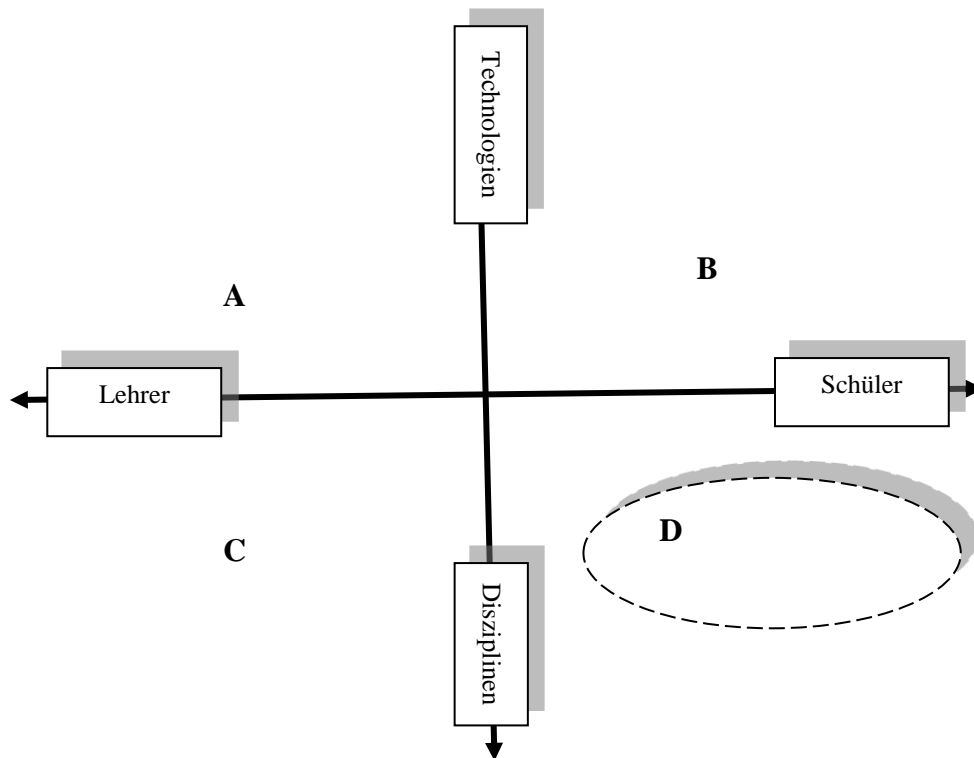 Technologien
B
A
Lehrer
Schüler
D
C
Disziplinen